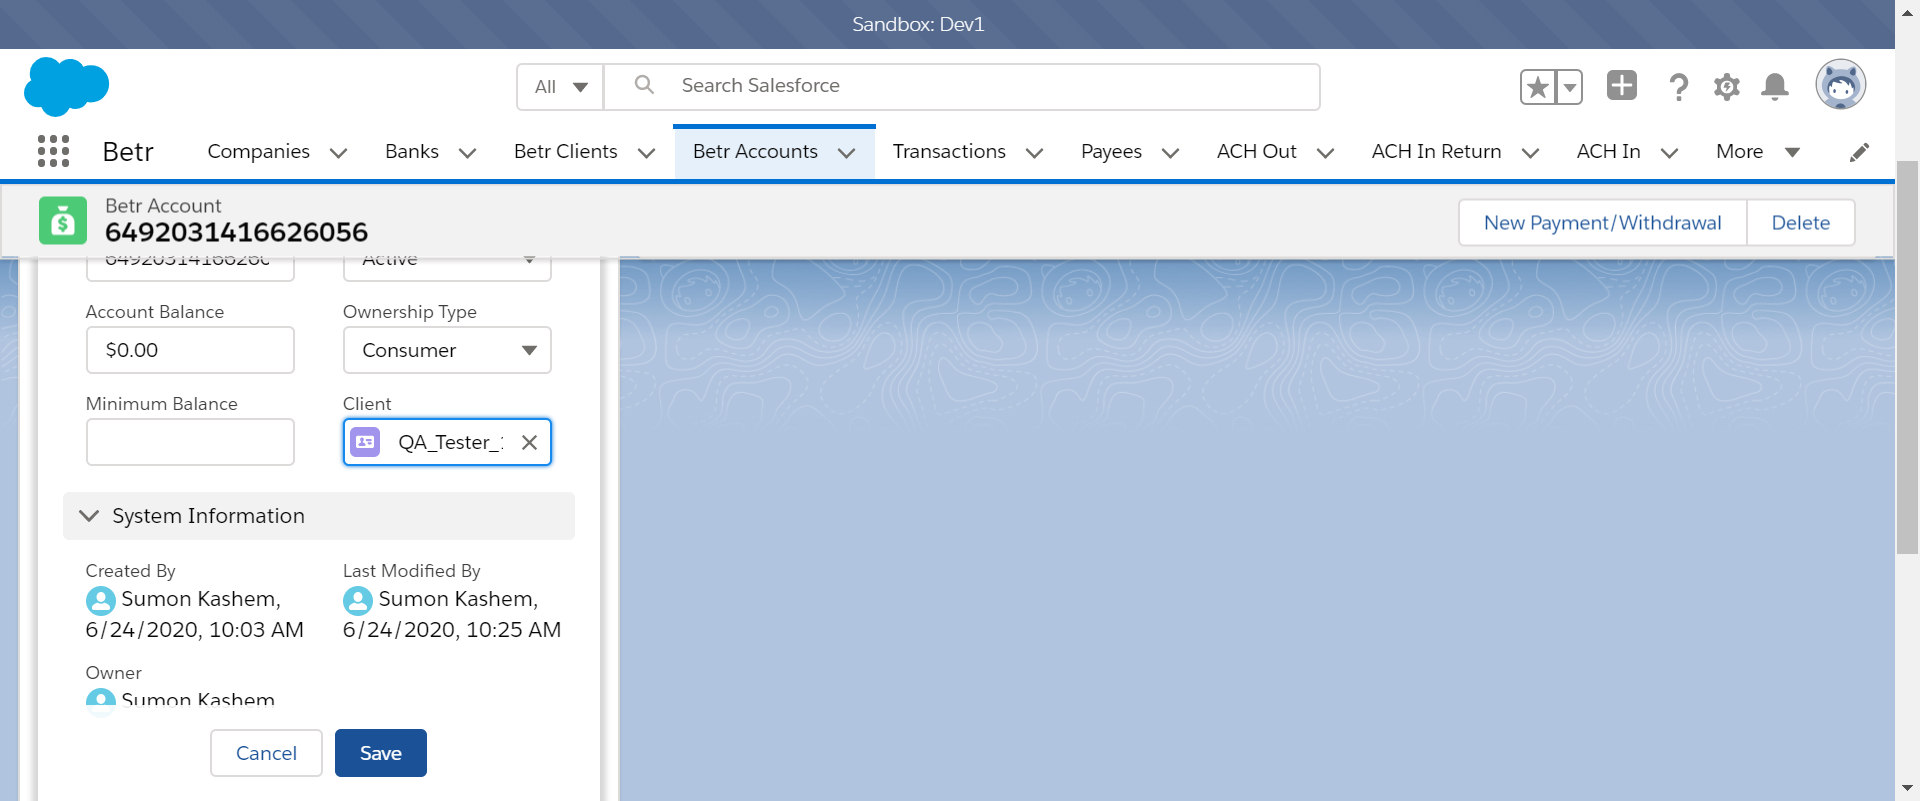 Sandbox: Dev1
All
Search Salesforce
Betr
Companies
Banks
Betr Clients
Betr Accounts
Transactions
Payees
ACH Out
ACH In Return
ACH In
More
Betr Account
6492031416626056
New Payment/Withdrawal
Delete
Active
Account Balance
Ownership Type
$0.00
Consumer
Minimum Balance
Client
QA_Tester_
System Information
Created By
Last Modified By
Sumon Kashem,
6/24/2020, 10:03 AM
Sumon Kashem,
6/24/2020, 10:25 AM
Owner
Sumon Kashem
Cancel
Save